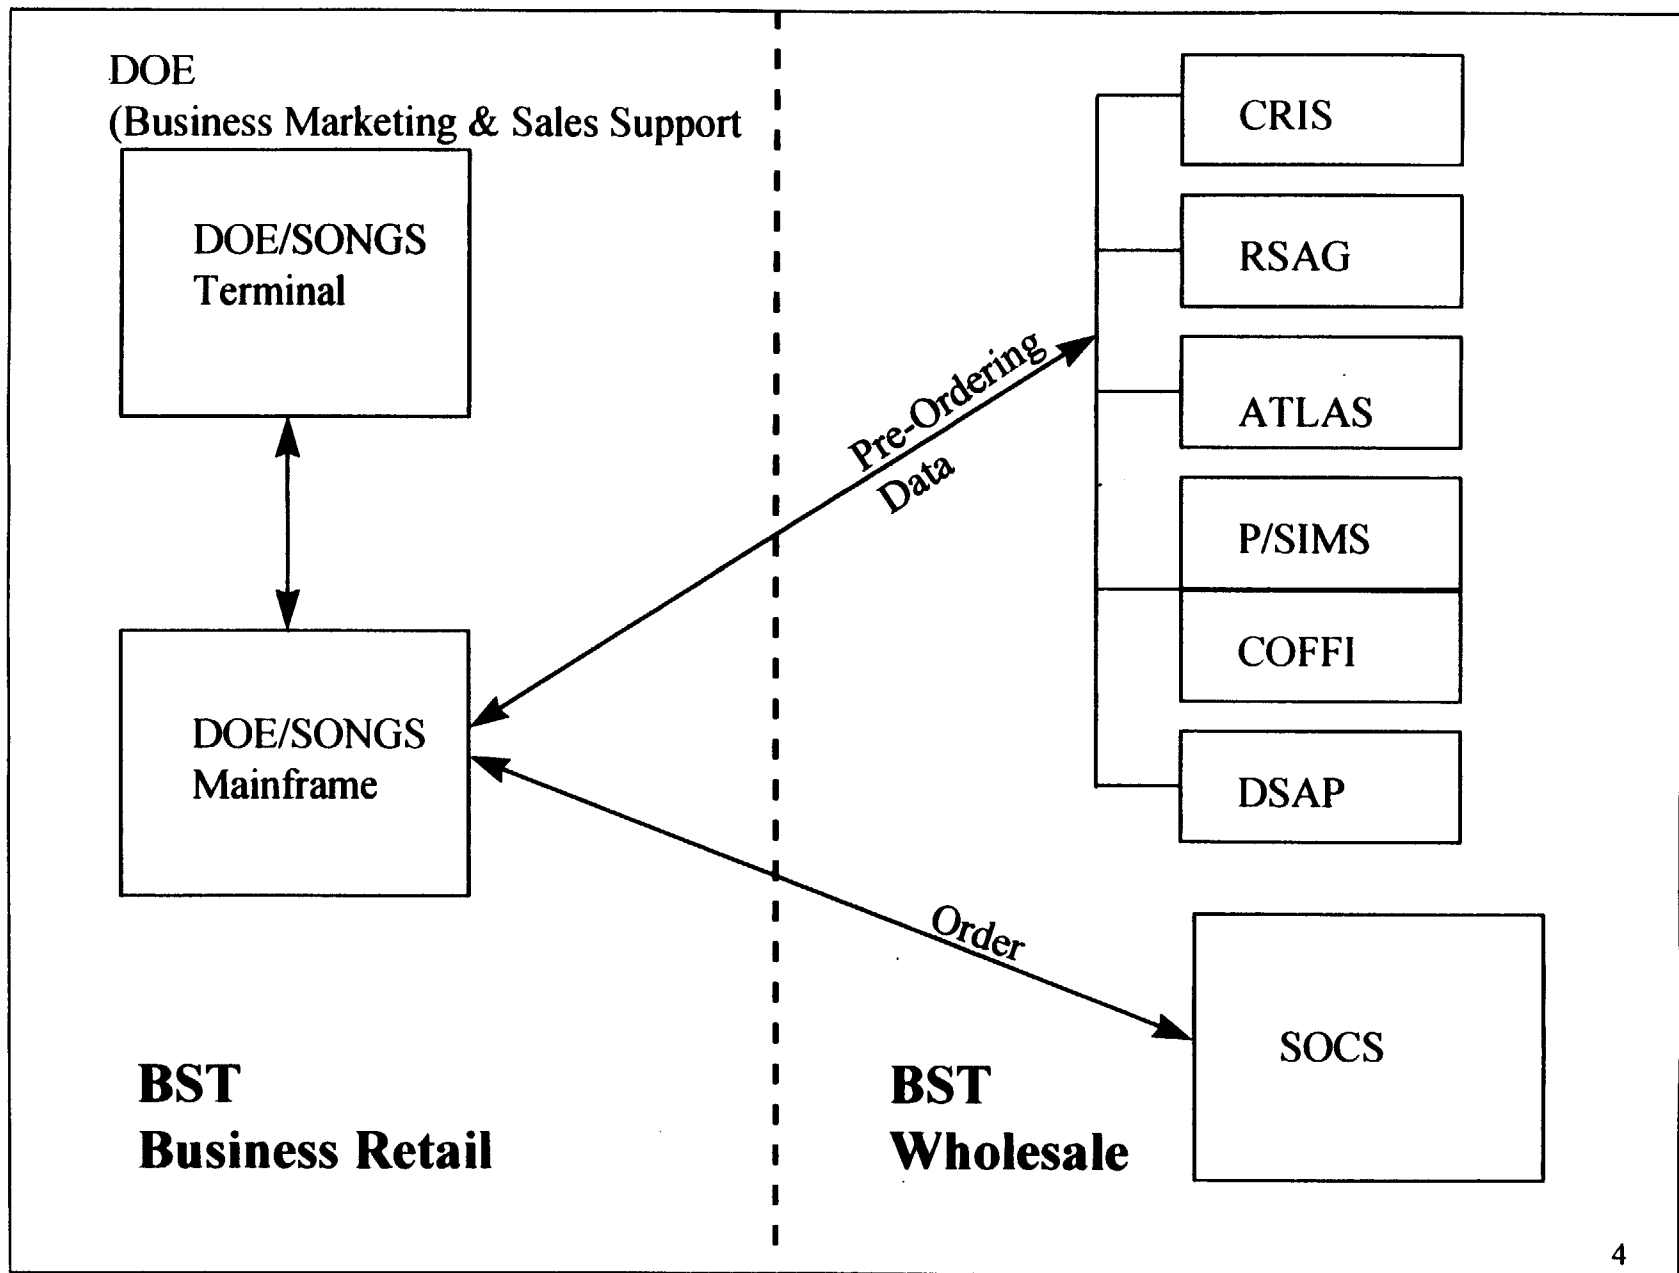 DOE
(Business Marketing & Sales Support
DOE/SONGS
Terminal
DOE/SONGS
Mainframe
BST
Business Retail
Pre-Ordering
Data
Order
CRIS
RSAG
ATLAS
P/SIMS
COFFI
DSAP
SOCS
BST
Wholesale
4